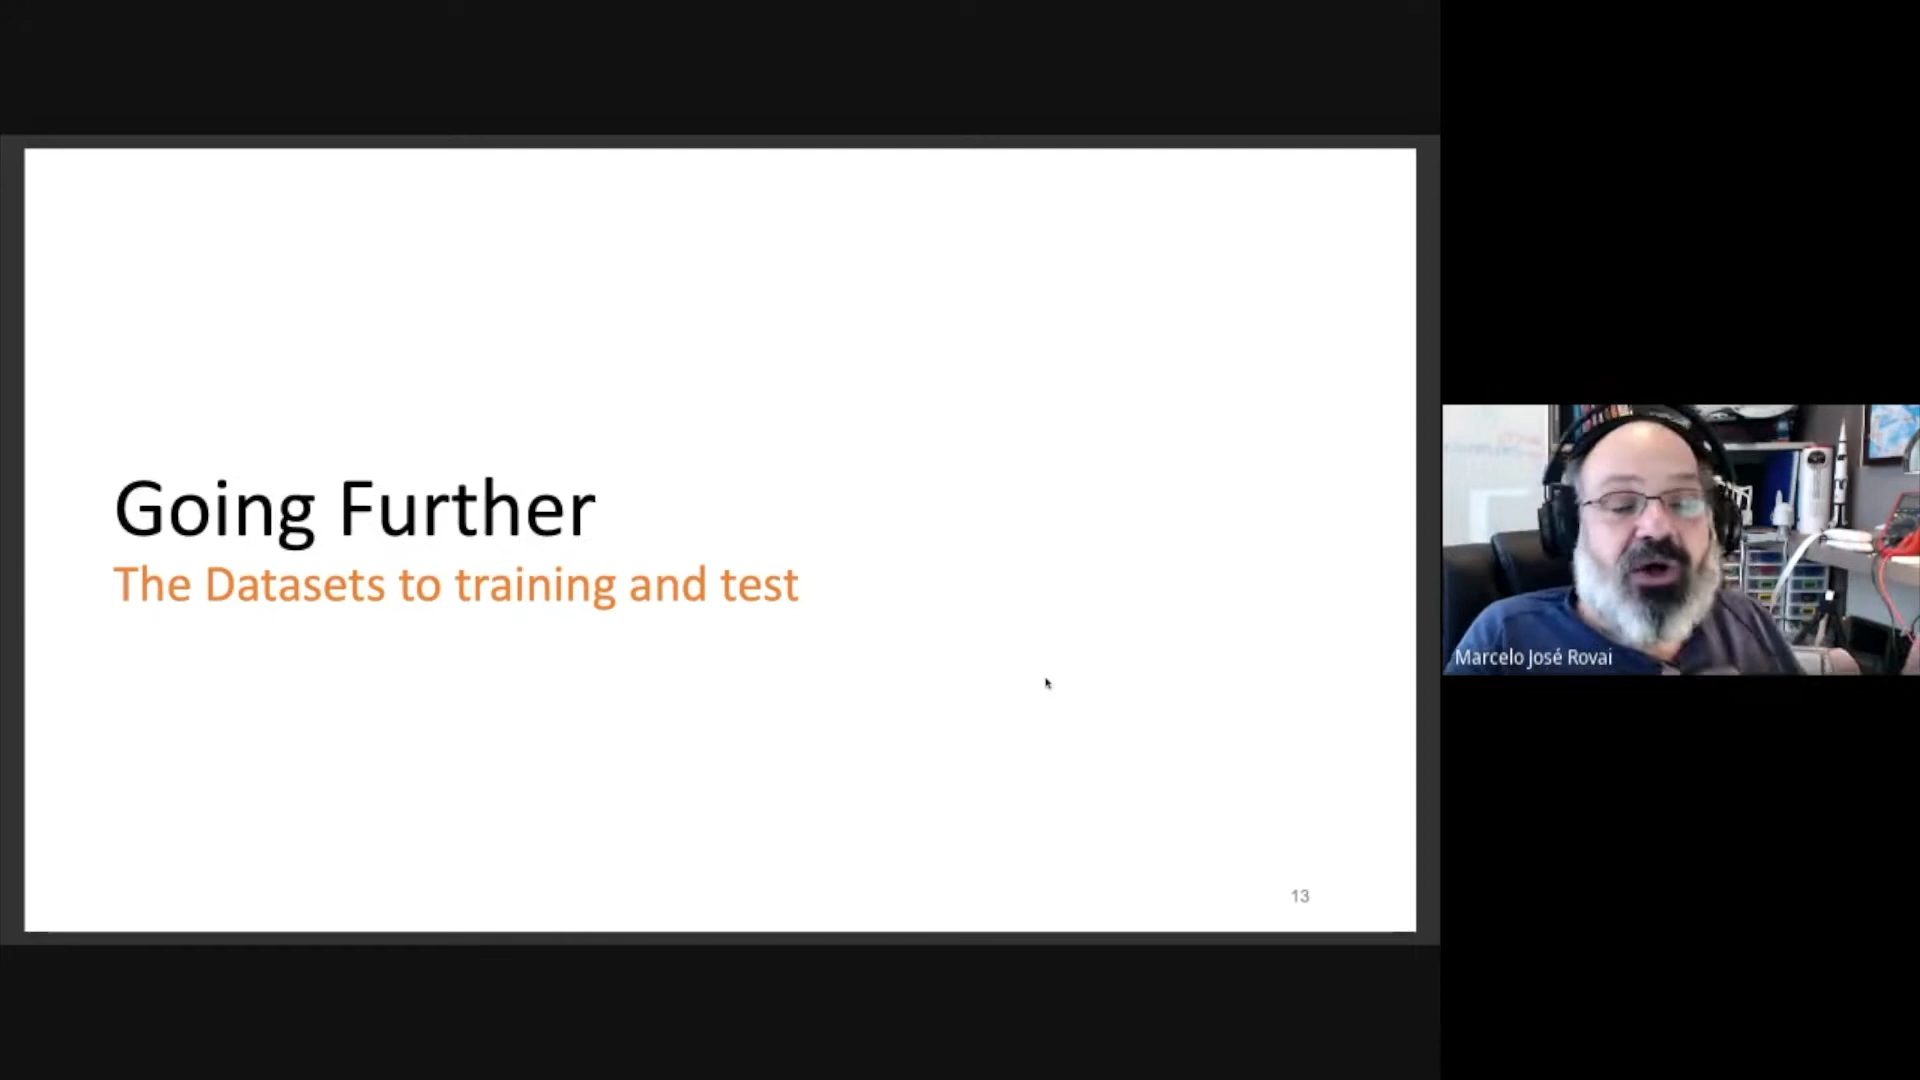 Going Further
The Datasets to training and test
13
Marcelo José Rovai